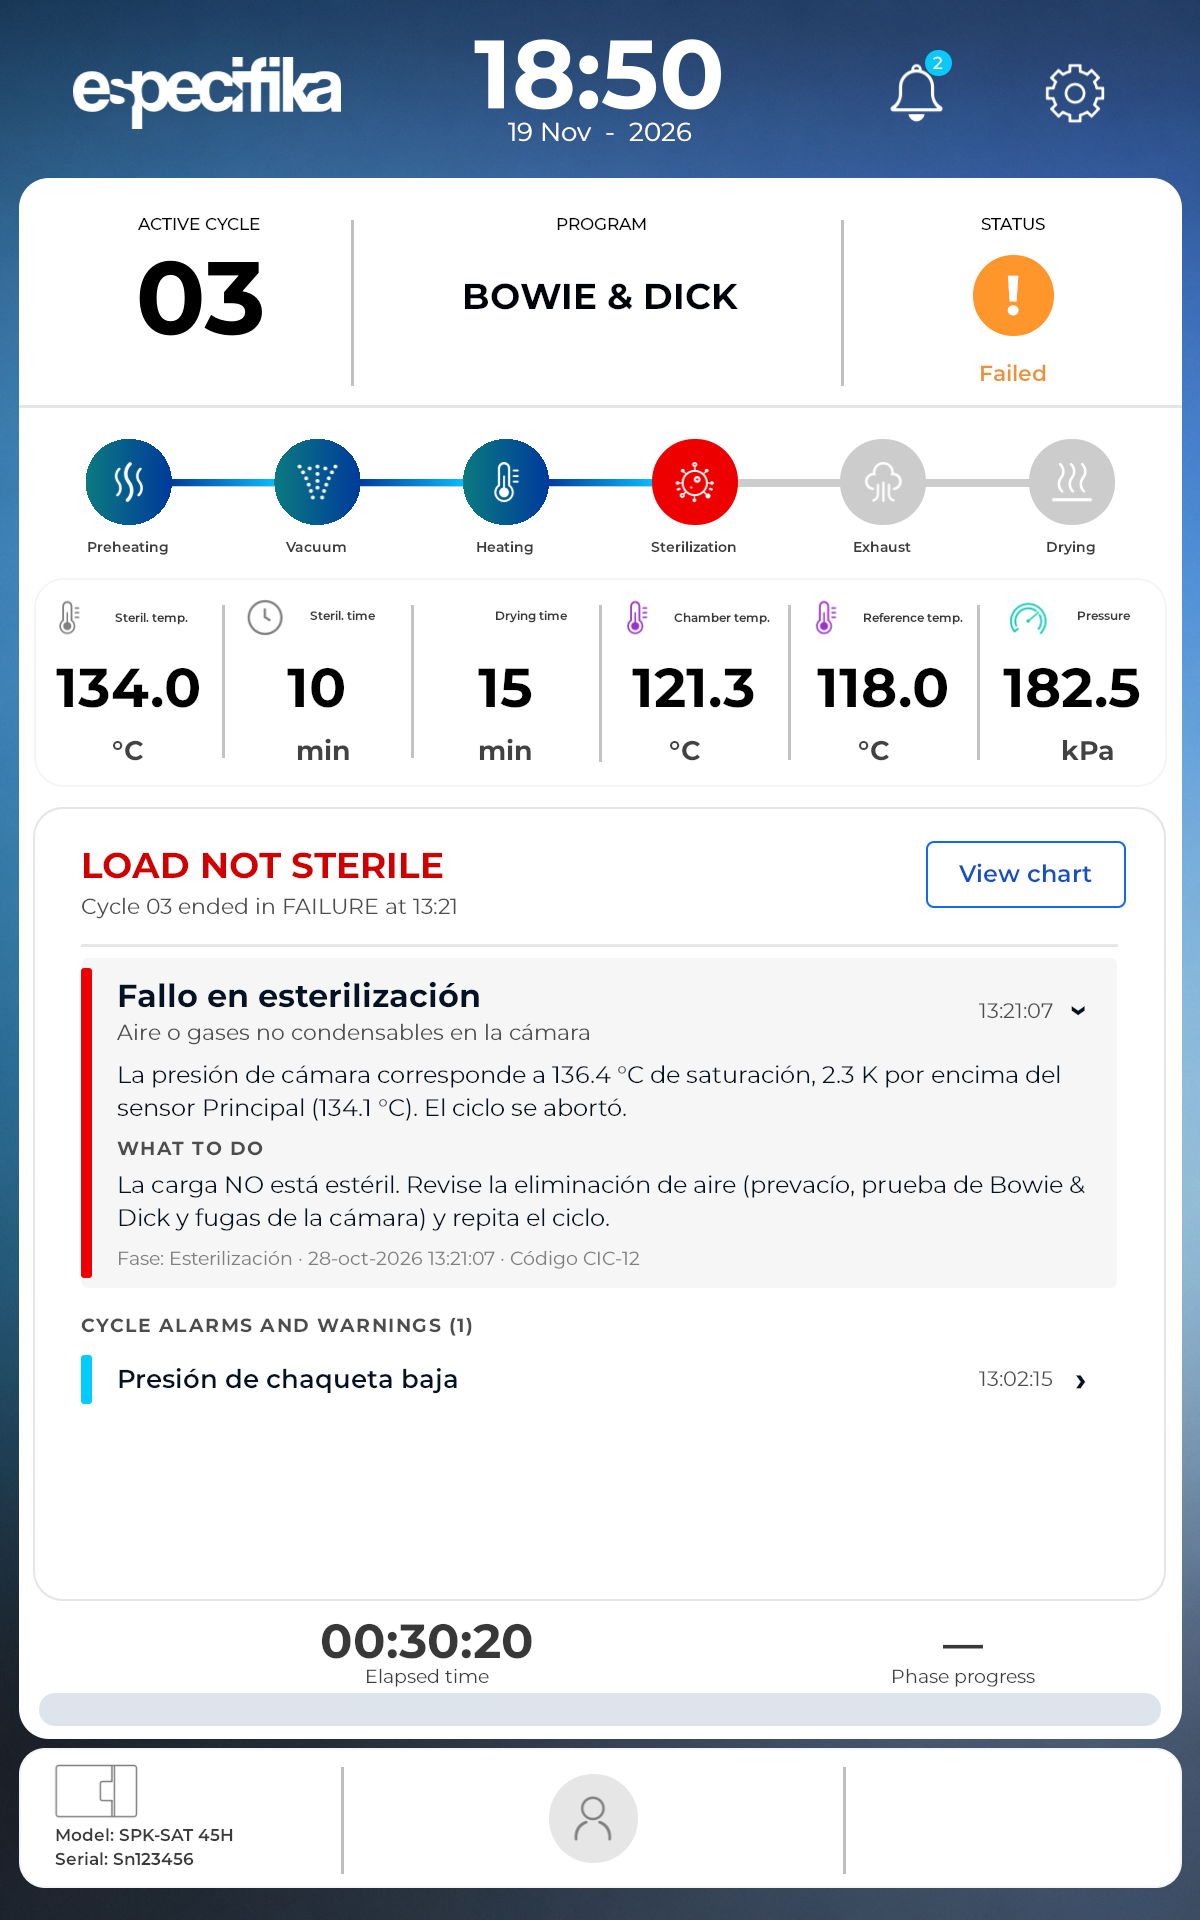 e-specifika
18:50
19 Nov - 2026
2
ACTIVE CYCLE
03
PROGRAM
BOWIE & DICK
STATUS
!
Failed
Preheating
Vacuum
Heating
Sterilization
Exhaust
Drying
Steril. temp.
134.0
°C
Steril. time
10
min
Drying time
15
min
Chamber temp.
121.3
°C
Reference temp.
118.0
°C
Pressure
182.5
kPa
LOAD NOT STERILE
Cycle 03 ended in FAILURE at 13:21
View chart
Fallo en esterilización
13:21:07
Aire o gases no condensables en la cámara
La presión de cámara corresponde a 136.4 °C de saturación, 2.3 K por encima del
sensor Principal (134.1 °C). El ciclo se abortó.
WHAT TO DO
La carga NO está estéril. Revise la eliminación de aire (prevacío, prueba de Bowie &
Dick y fugas de la cámara) y repita el ciclo.
Fase: Esterilización · 28-oct-2026 13:21:07 · Código CIC-12
CYCLE ALARMS AND WARNINGS (1)
Presión de chaqueta baja
13:02:15
00:30:20
Elapsed time
—
Phase progress
Model: SPK-SAT 45H
Serial: Sn123456